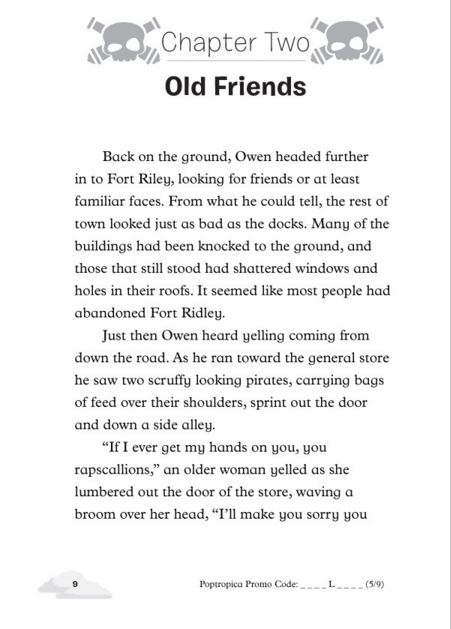 Chapter Two
Old Friends
Back on the ground, Owen headed further
in to Fort Riley, looking for friends or at least
familiar faces. From what he could tell, the rest of
town looked just as bad as the docks. Many of the
buildings had been knocked to the ground, and
those that still stood had shattered windows and
holes in their roofs. It seemed like most people had
abandoned Fort Ridley.
Just then Owen heard yelling coming from
down the road. As he ran toward the general store
he saw two scruffy looking pirates, carrying bags
of feed over their shoulders, sprint out the door
and down a side alley.
“If I ever get my hands on you, you
rapscallions,” an older woman yelled as she
lumbered out the door of the store, waving a
broom over her head, “I’ll make you sorry you
9
Poptropica Promo Code: _ _ _ _ L _ _ _ _ (5/9)